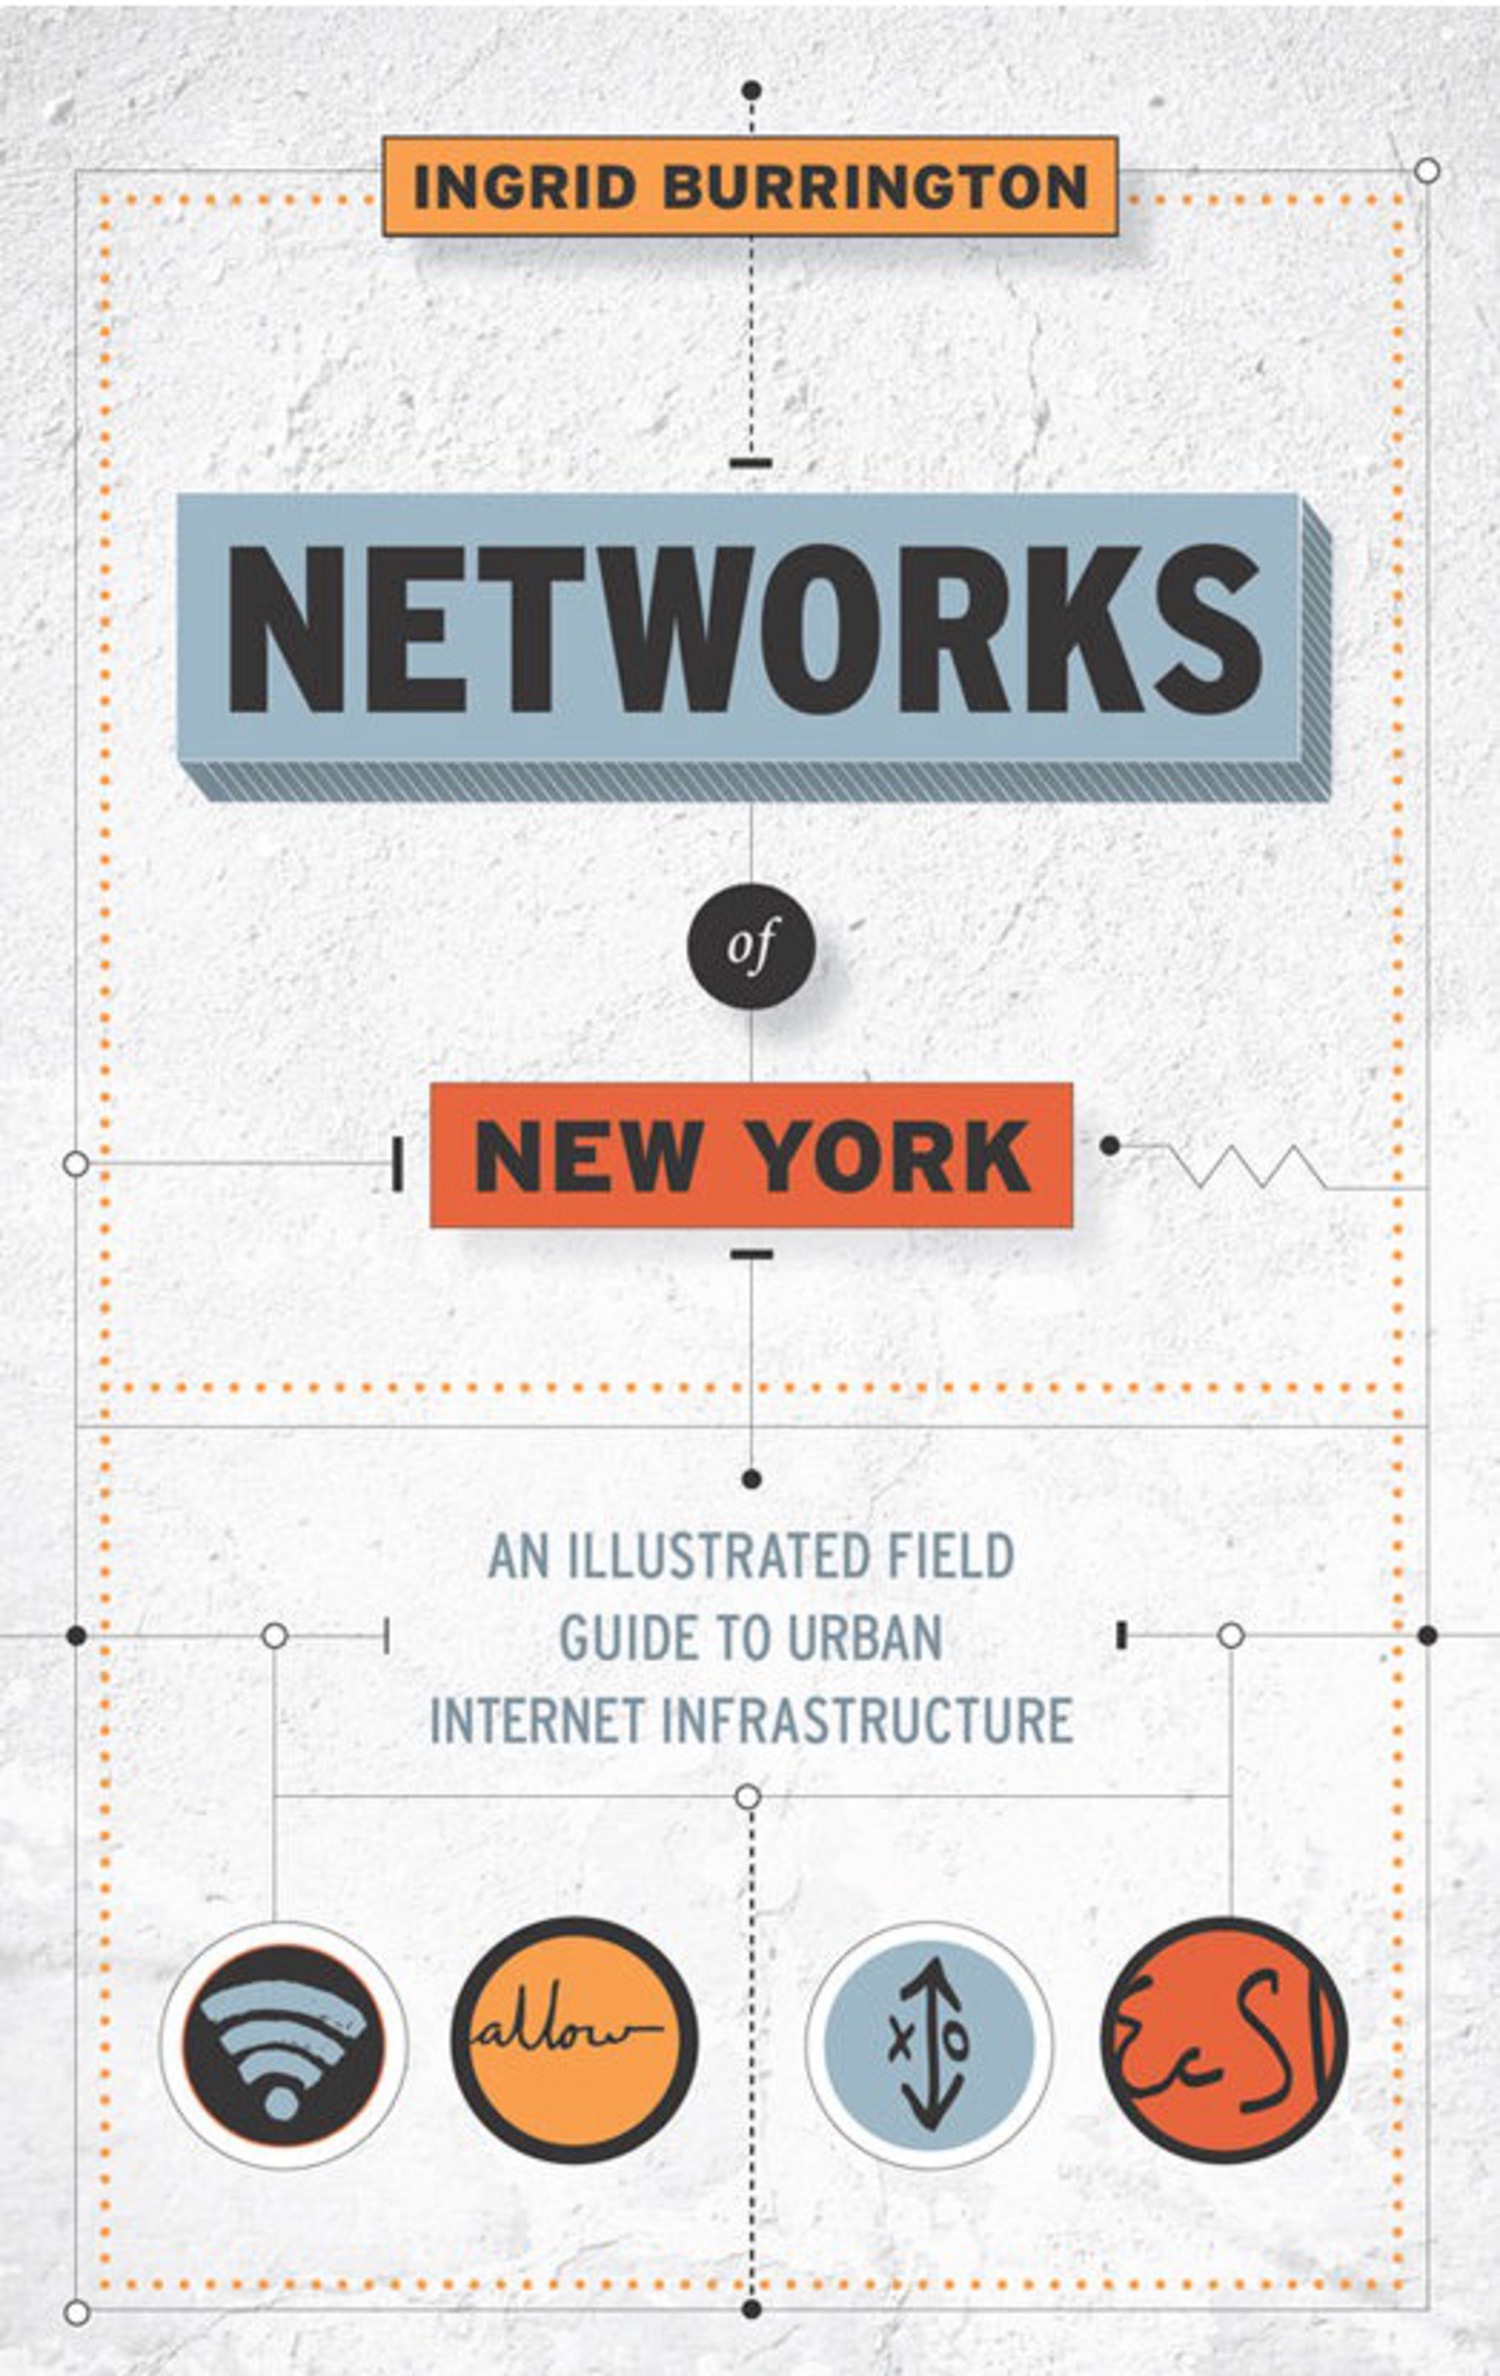 INGRID BURRINGTON
NETWORKS
of
NEW YORK
AN ILLUSTRATED FIELD
GUIDE TO URBAN
INTERNET INFRASTRUCTURE
allow
X O